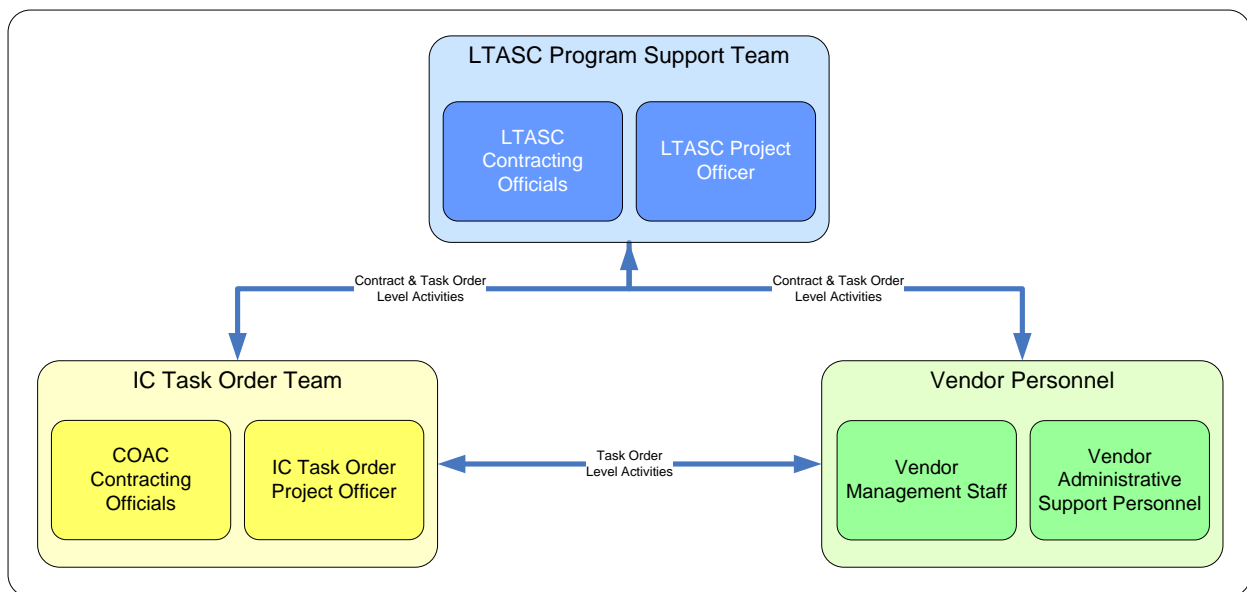 LTASC Program Support Team
LTASC
Contracting
Officials
LTASC Project
Officer
Contract & Task Order
Level Activities
Contract & Task Order
Level Activities
IC Task Order Team
COAC
Contracting
Officials
IC Task Order
Project Officer
Task Order
Level Activities
Vendor Personnel
Vendor
Management Staff
Vendor
Administrative
Support Personnel